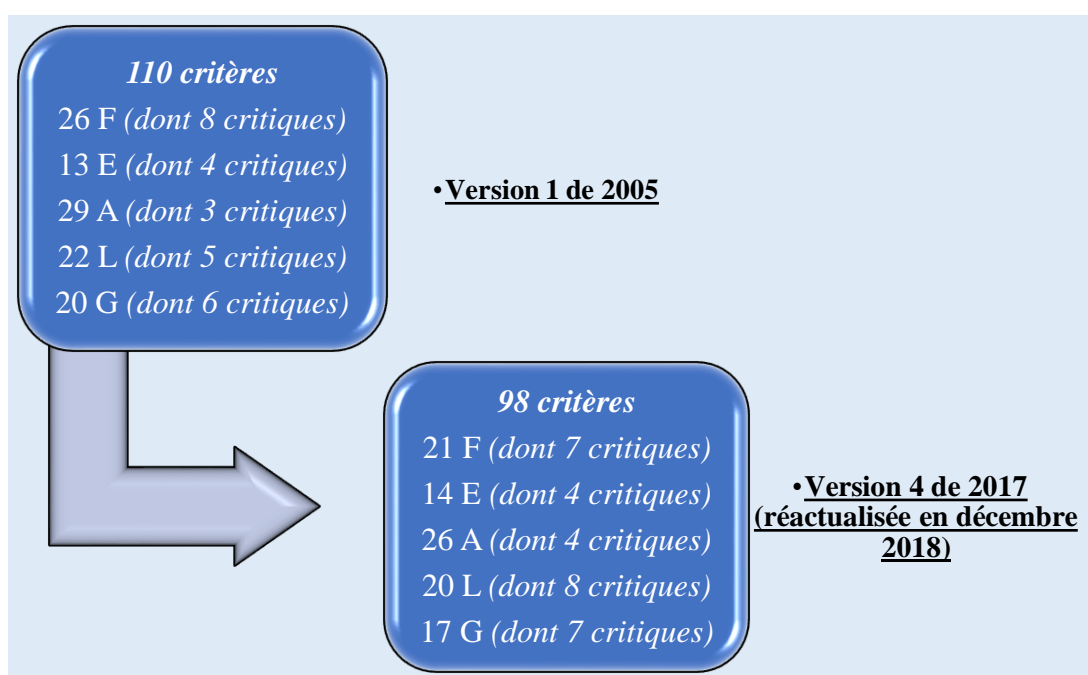 110 critères
26 F (dont 8 critiques)
13 E (dont 4 critiques)
29 A (dont 3 critiques)
22 L (dont 5 critiques)
20 G (dont 6 critiques)
•Version 1 de 2005
98 critères
21 F (dont 7 critiques)
14 E (dont 4 critiques)
26 A (dont 4 critiques)
20 L (dont 8 critiques)
17 G (dont 7 critiques)
•Version 4 de 2017
(réactualisée en décembre
2018)